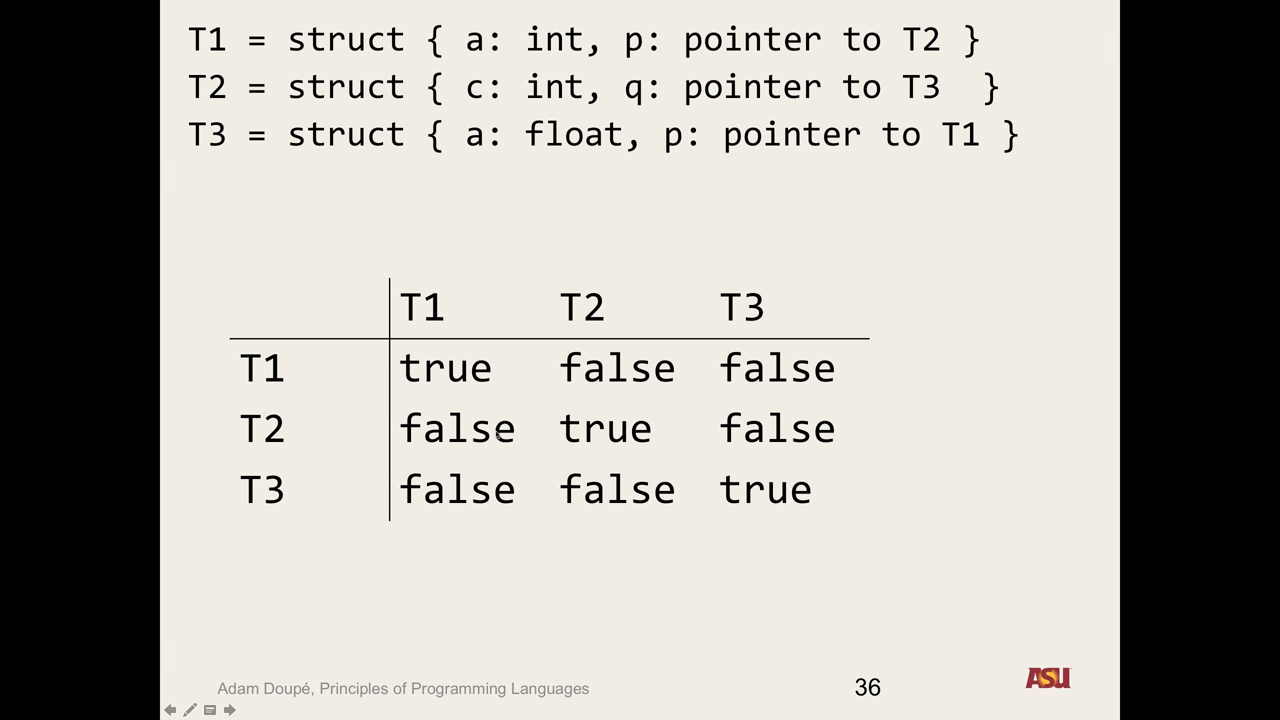 T1 = struct { a: int, p: pointer to T2 }
T2 = struct { c: int, q: pointer to T3  }
T3 = struct { a: float, p: pointer to T1 }
T1 T2 T3
T1 true false false
T2 false true false
T3 false false true
Adam Doupé, Principles of Programming Languages
36
ASU